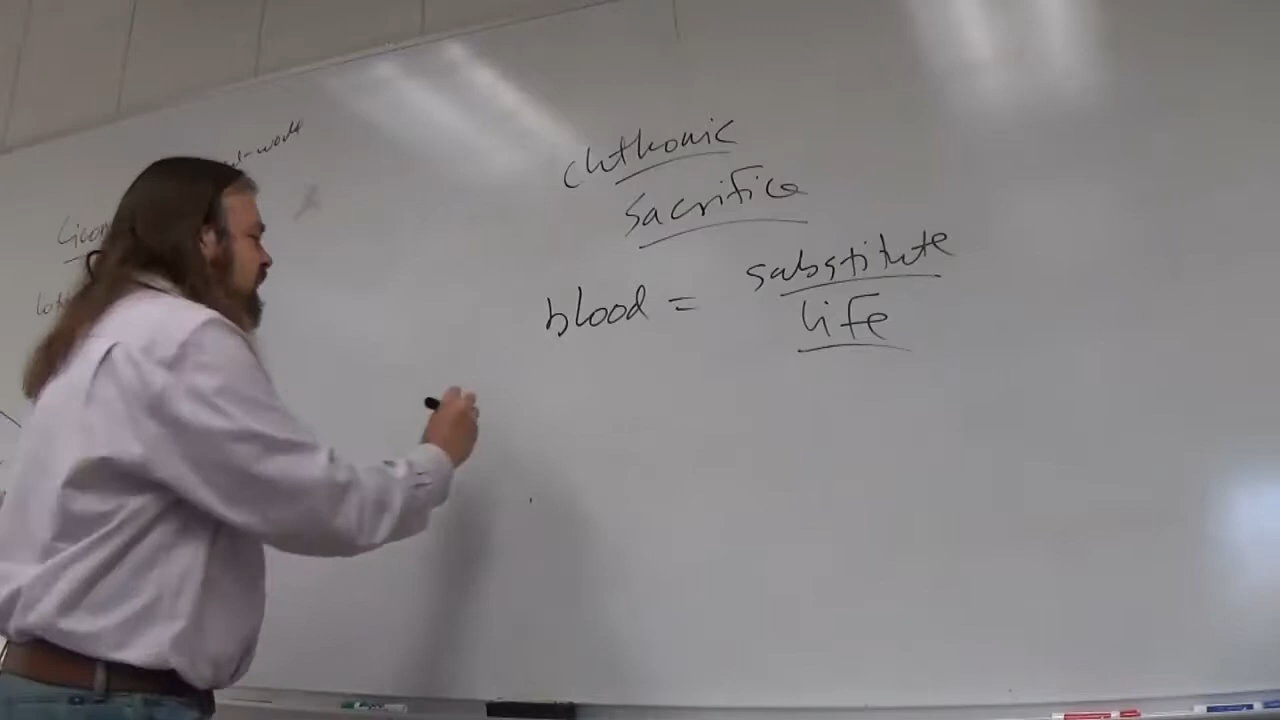 chthonic
sacrifice
blood = substitute
life